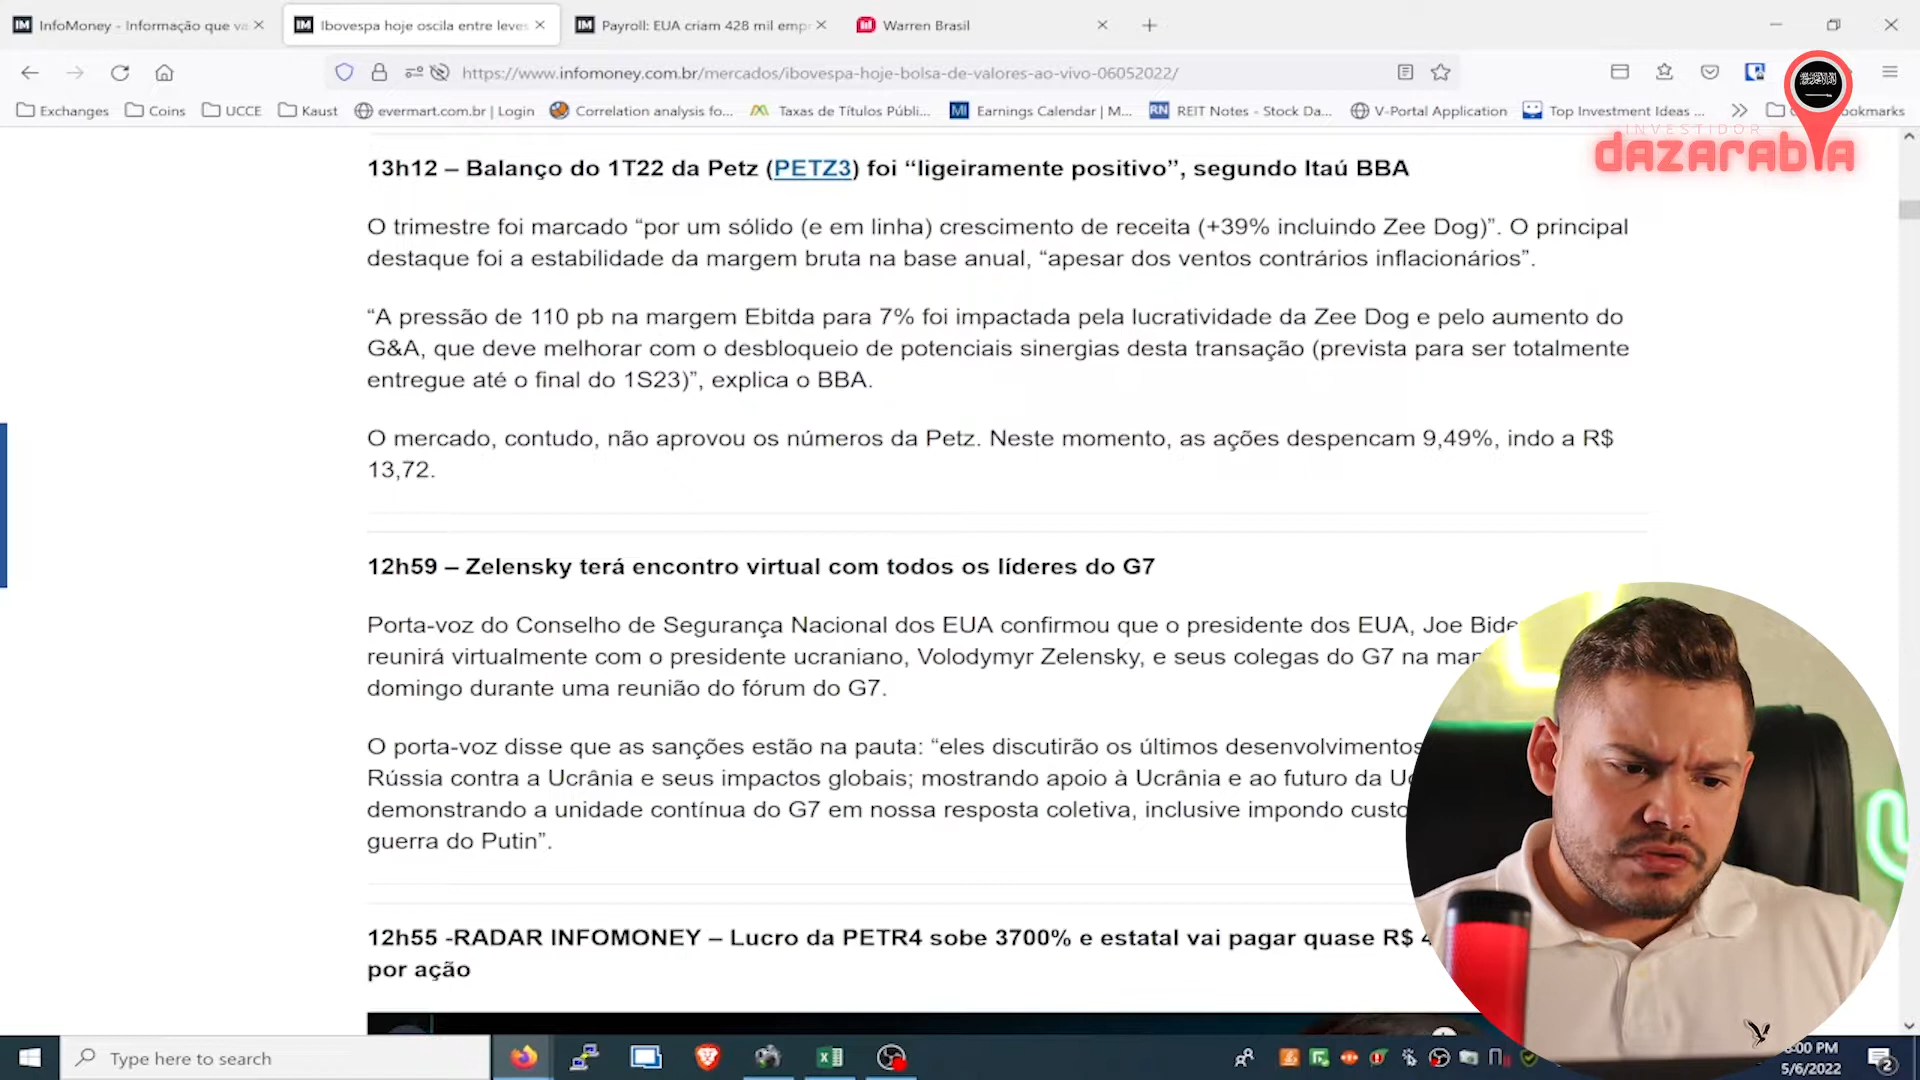 InfoMoney - Informação que va
Ibovespa hoje oscila entre leves
Payroll: EUA criam 428 mil emp
Warren Brasil
https://www.infomoney.com.br/mercados/ibovespa-hoje-bolsa-de-valores-ao-vivo-06052022/
Exchanges Coins UCCE Kaust evermart.com.br | Login Correlation analysis fo... Taxas de Títulos Públi... Earnings Calendar | M... REIT Notes - Stock Da... V-Portal Application Top Investment Ideas ... ookmarks
INVESTIDOR
dazarabia
13h12 – Balanço do 1T22 da Petz (PETZ3) foi “ligeiramente positivo”, segundo Itaú BBA
O trimestre foi marcado “por um sólido (e em linha) crescimento de receita (+39% incluindo Zee Dog)”. O principal
destaque foi a estabilidade da margem bruta na base anual, “apesar dos ventos contrários inflacionários”.
“A pressão de 110 pb na margem Ebitda para 7% foi impactada pela lucratividade da Zee Dog e pelo aumento do
G&A, que deve melhorar com o desbloqueio de potenciais sinergias desta transação (prevista para ser totalmente
entregue até o final do 1S23)”, explica o BBA.
O mercado, contudo, não aprovou os números da Petz. Neste momento, as ações despencam 9,49%, indo a R$
13,72.
12h59 – Zelensky terá encontro virtual com todos os líderes do G7
Porta-voz do Conselho de Segurança Nacional dos EUA confirmou que o presidente dos EUA, Joe Bide
reunirá virtualmente com o presidente ucraniano, Volodymyr Zelensky, e seus colegas do G7 na man
domingo durante uma reunião do fórum do G7.
O porta-voz disse que as sanções estão na pauta: “eles discutirão os últimos desenvolvimentos
Rússia contra a Ucrânia e seus impactos globais; mostrando apoio à Ucrânia e ao futuro da Uc
demonstrando a unidade contínua do G7 em nossa resposta coletiva, inclusive impondo custo
guerra do Putin”.
12h55 -RADAR INFOMONEY – Lucro da PETR4 sobe 3700% e estatal vai pagar quase R$ 4
por ação
Type here to search
:00 PM
5/6/2022
2